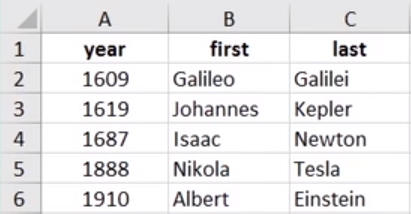 A B C
1 year first last
2 1609 Galileo Galilei
3 1619 Johannes Kepler
4 1687 Isaac Newton
5 1888 Nikola Tesla
6 1910 Albert Einstein